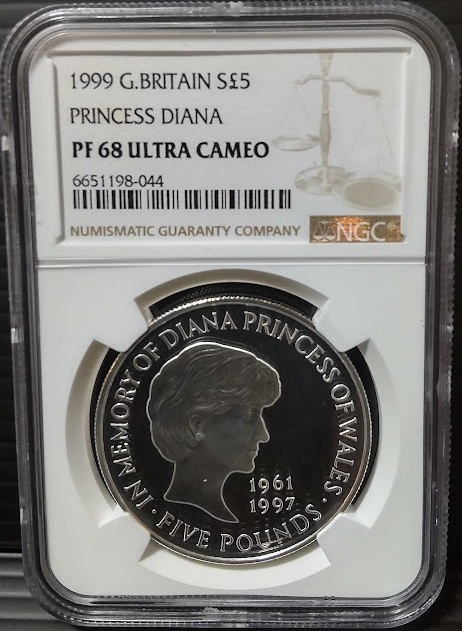 1999 G.BRITAIN S£5
PRINCESS DIANA
PF 68 ULTRA CAMEO
6651198-044
NUMISMATIC GUARANTY COMPANY
NGC
IN MEMORY OF DIANA PRINCESS OF WALES
1961
1997
· FIVE POUNDS ·